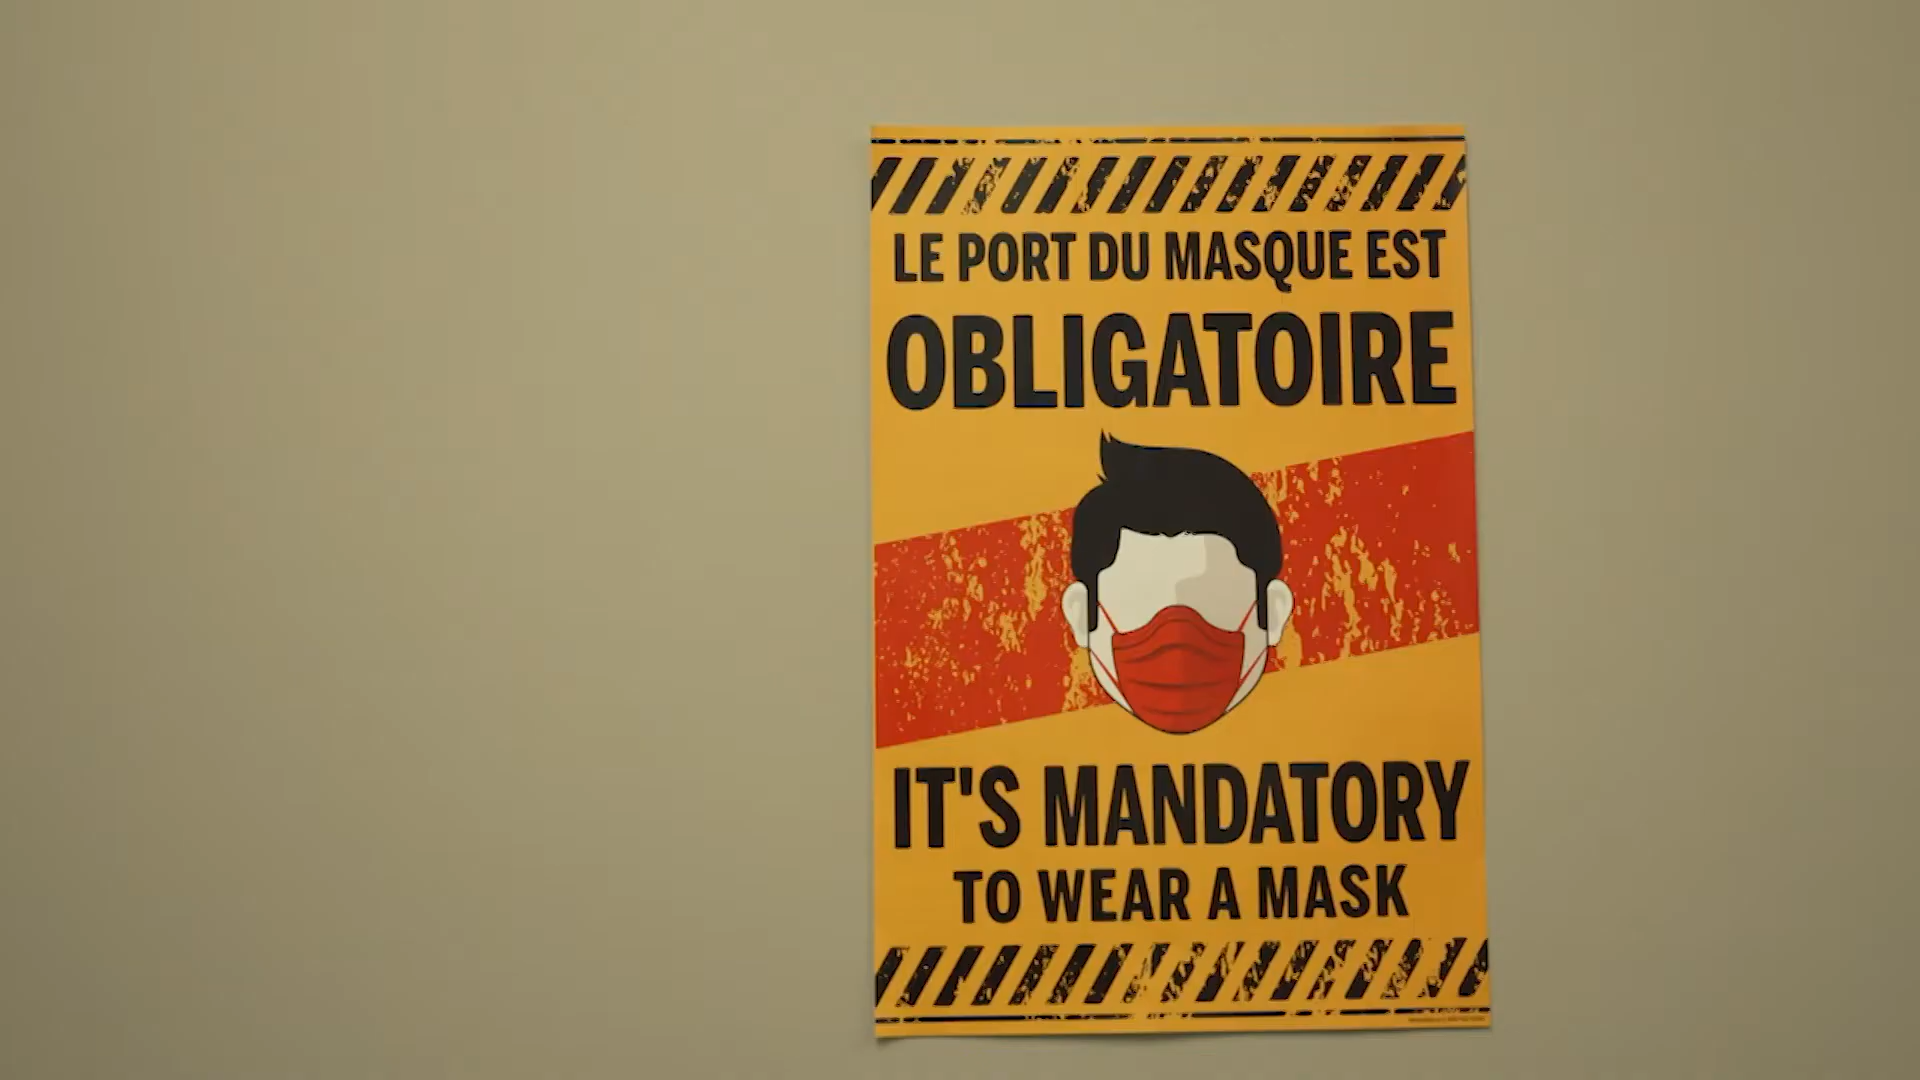 LE PORT DU MASQUE EST
OBLIGATOIRE
IT'S MANDATORY
TO WEAR A MASK